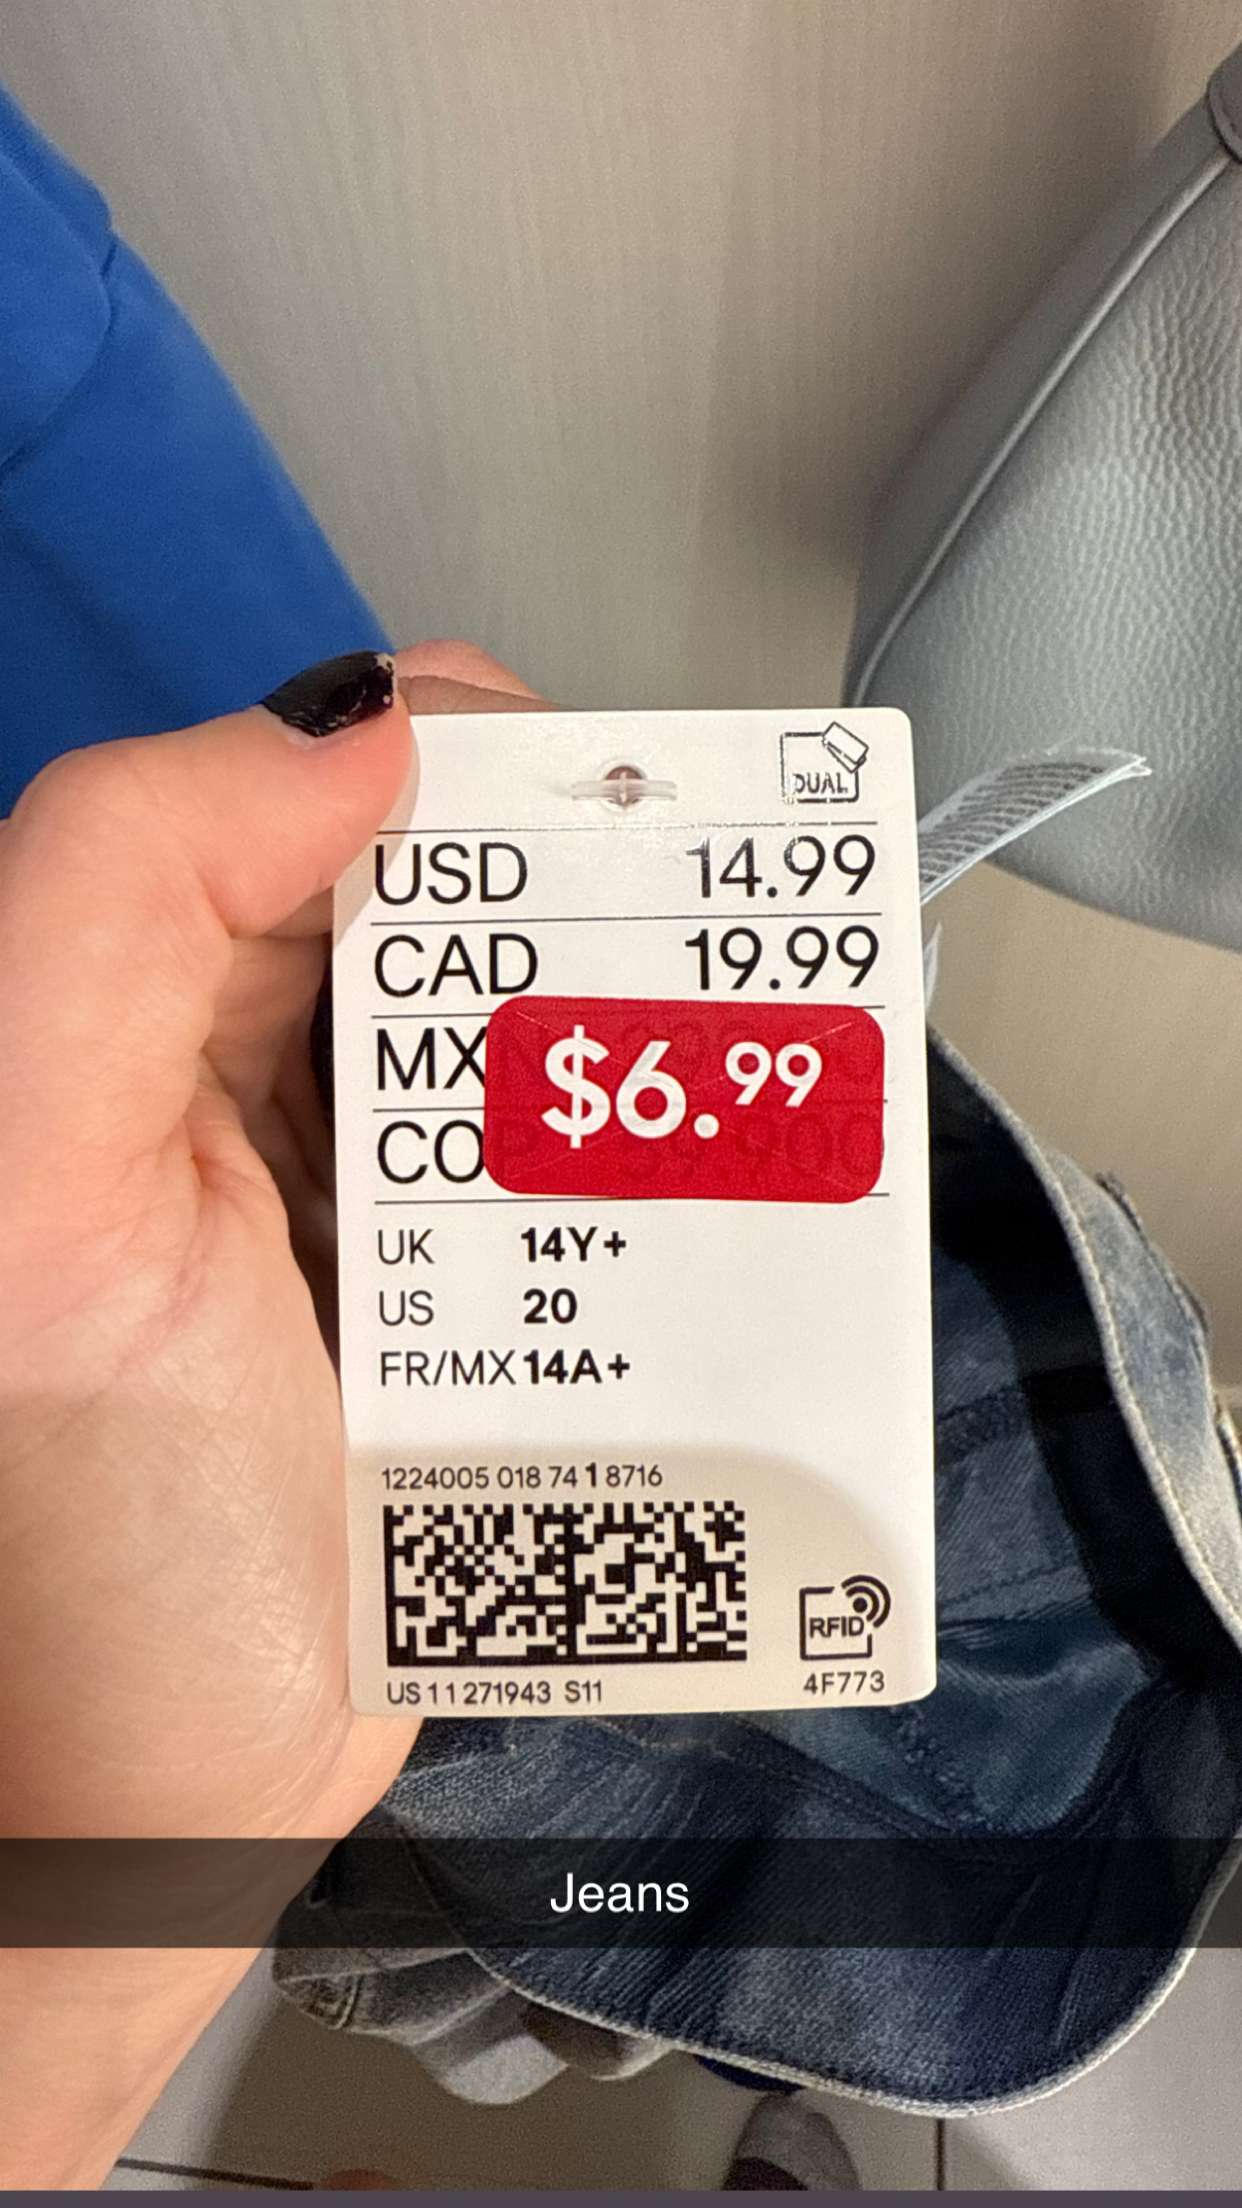 DUAL
USD 14.99
CAD 19.99
MX
$6.99
CO
UK 14Y+
US 20
FR/MX 14A+
1224005 018 74 1 8716
RFID
US 11 271943 S11
4F773
Jeans